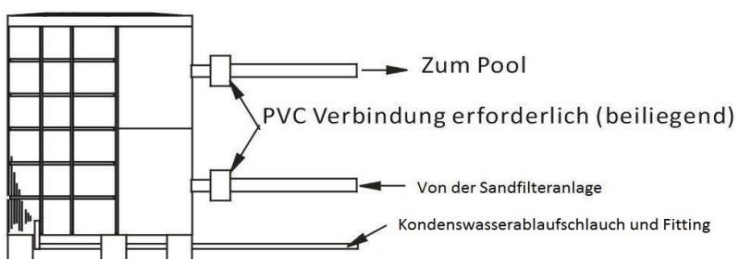 Zum Pool
PVC Verbindung erforderlich (beiliegend)
Von der Sandfilteranlage
Kondenswasserablaufschlauch und Fitting